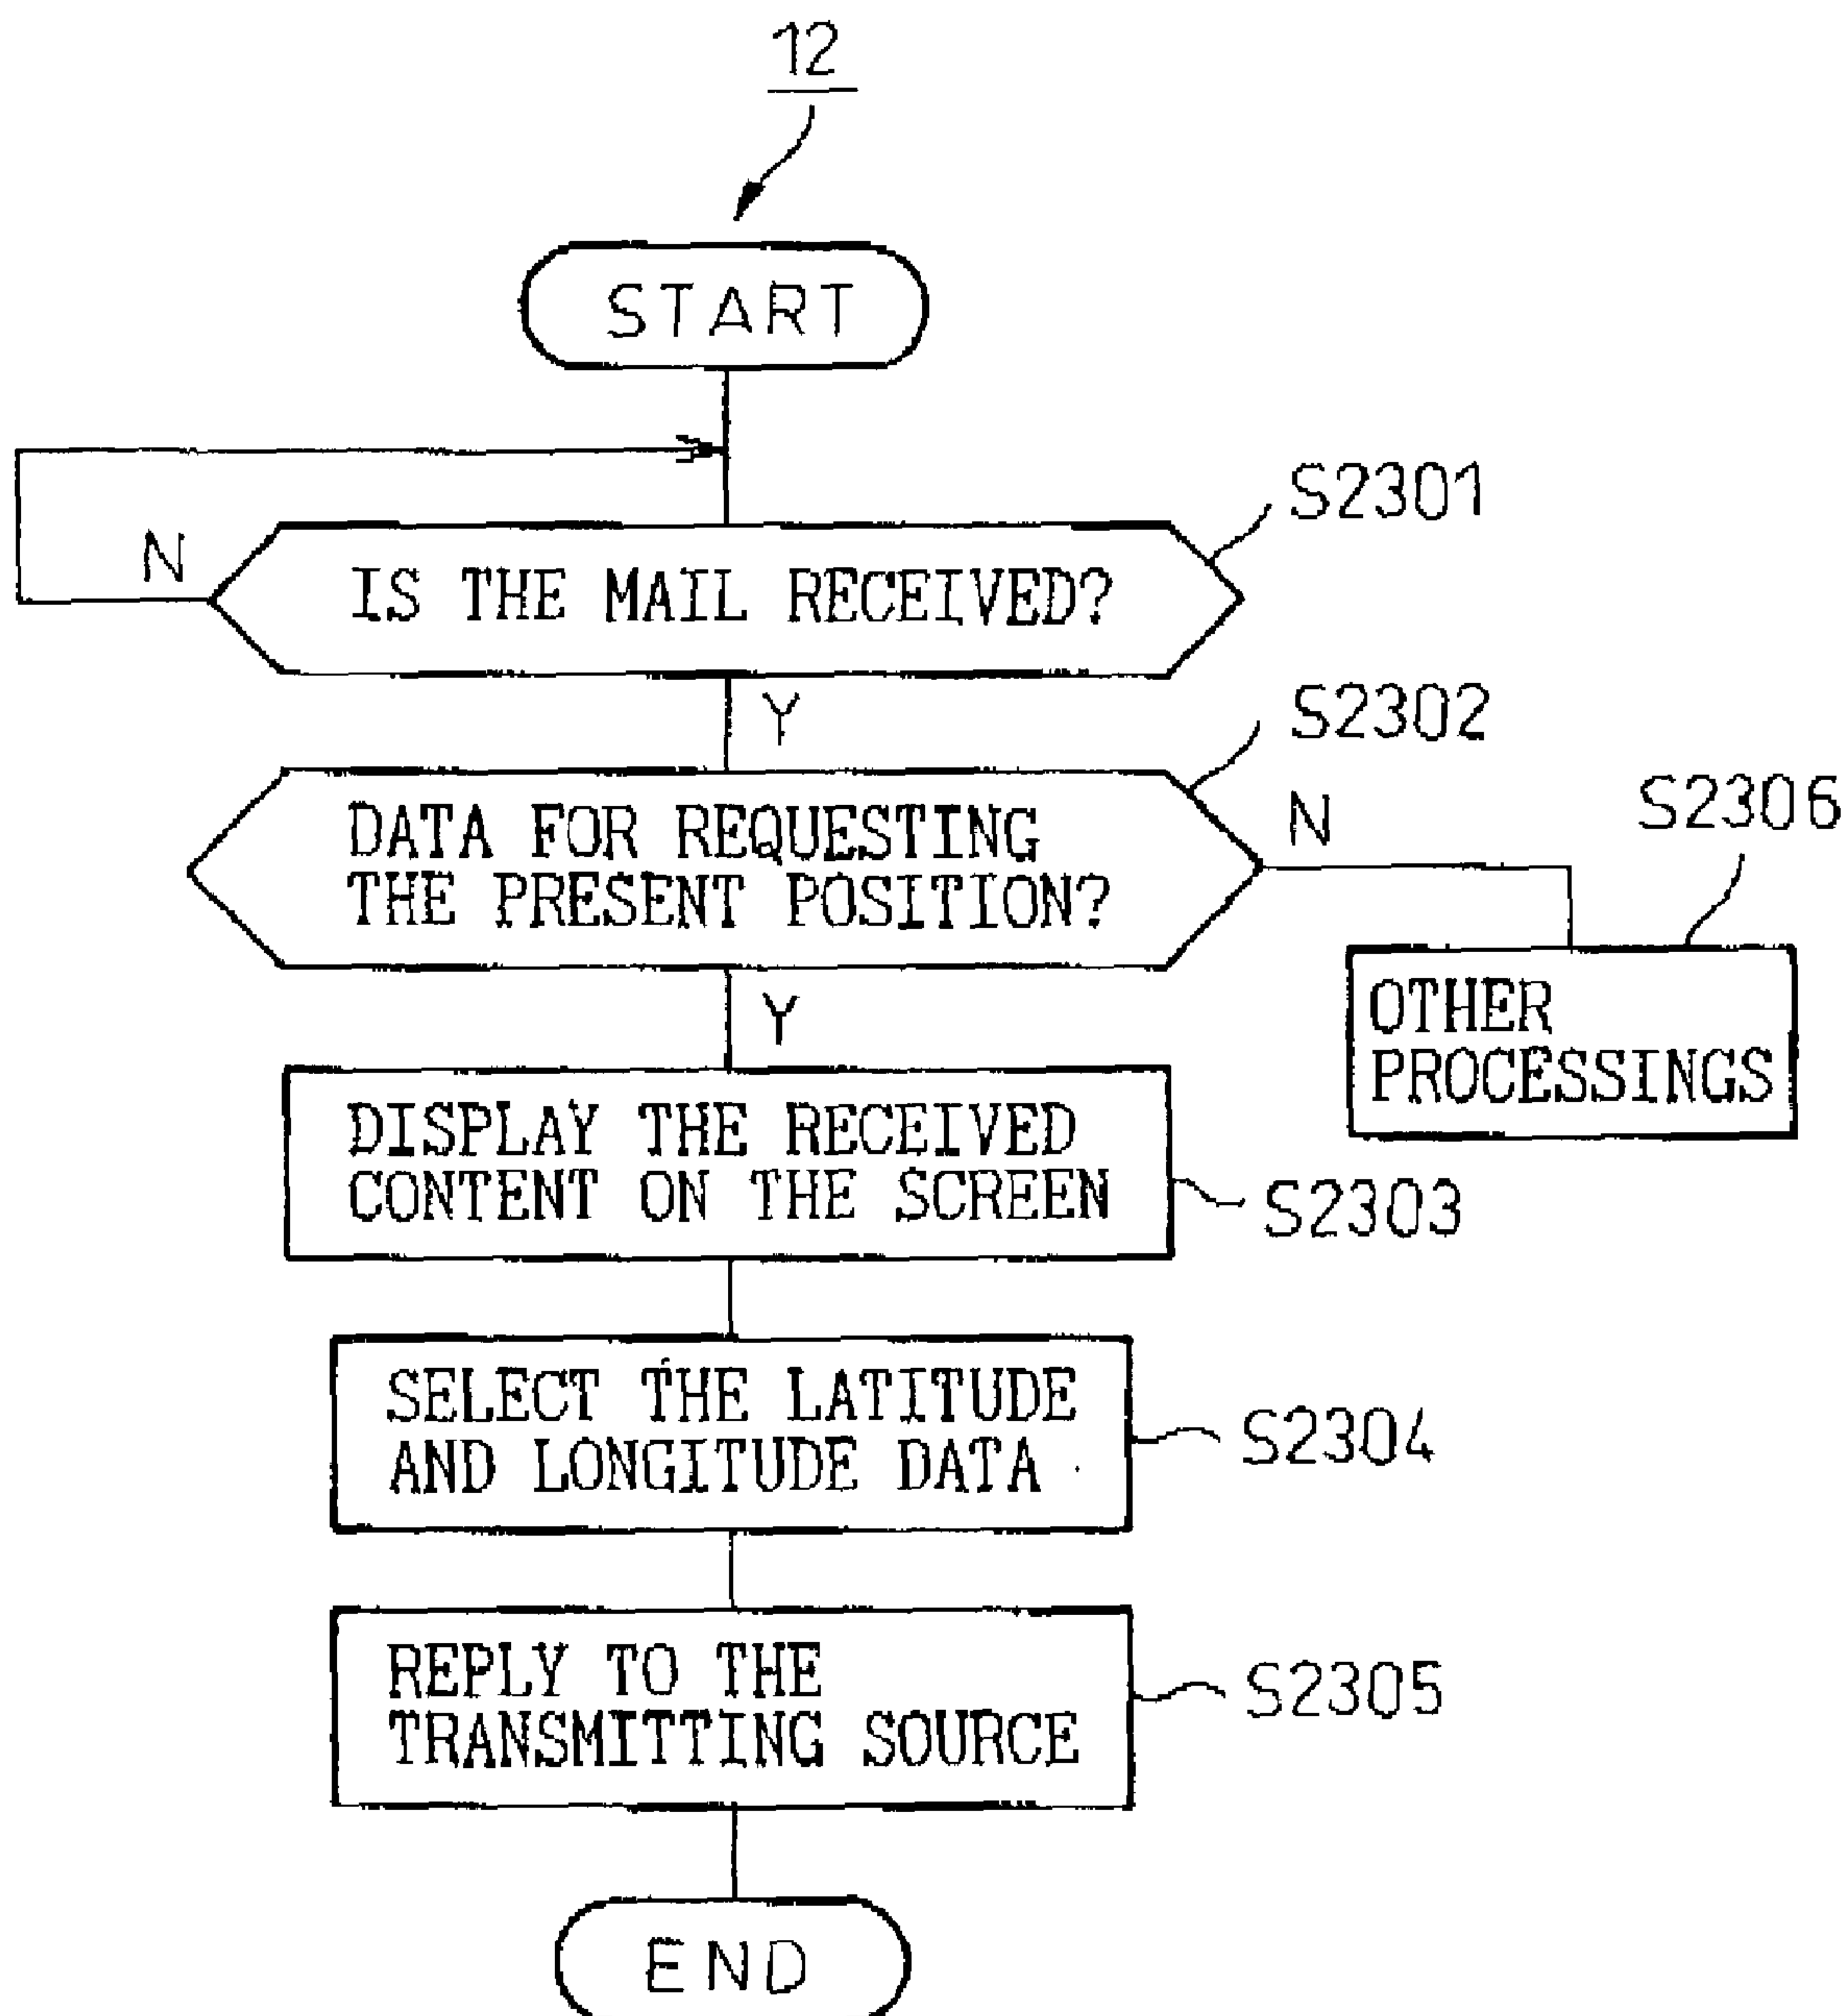 12
START
S2301
N
IS THE MAIL RECEIVED?
Y
S2302
N
S2306
DATA FOR REQUESTING
THE PRESENT POSITION?
Y
OTHER
PROCESSINGS
DISPLAY THE RECEIVED
CONTENT ON THE SCREEN
S2303
SELECT THE LATITUDE
AND LONGITUDE DATA
S2304
REPLY TO THE
TRANSMITTING SOURCE
S2305
END